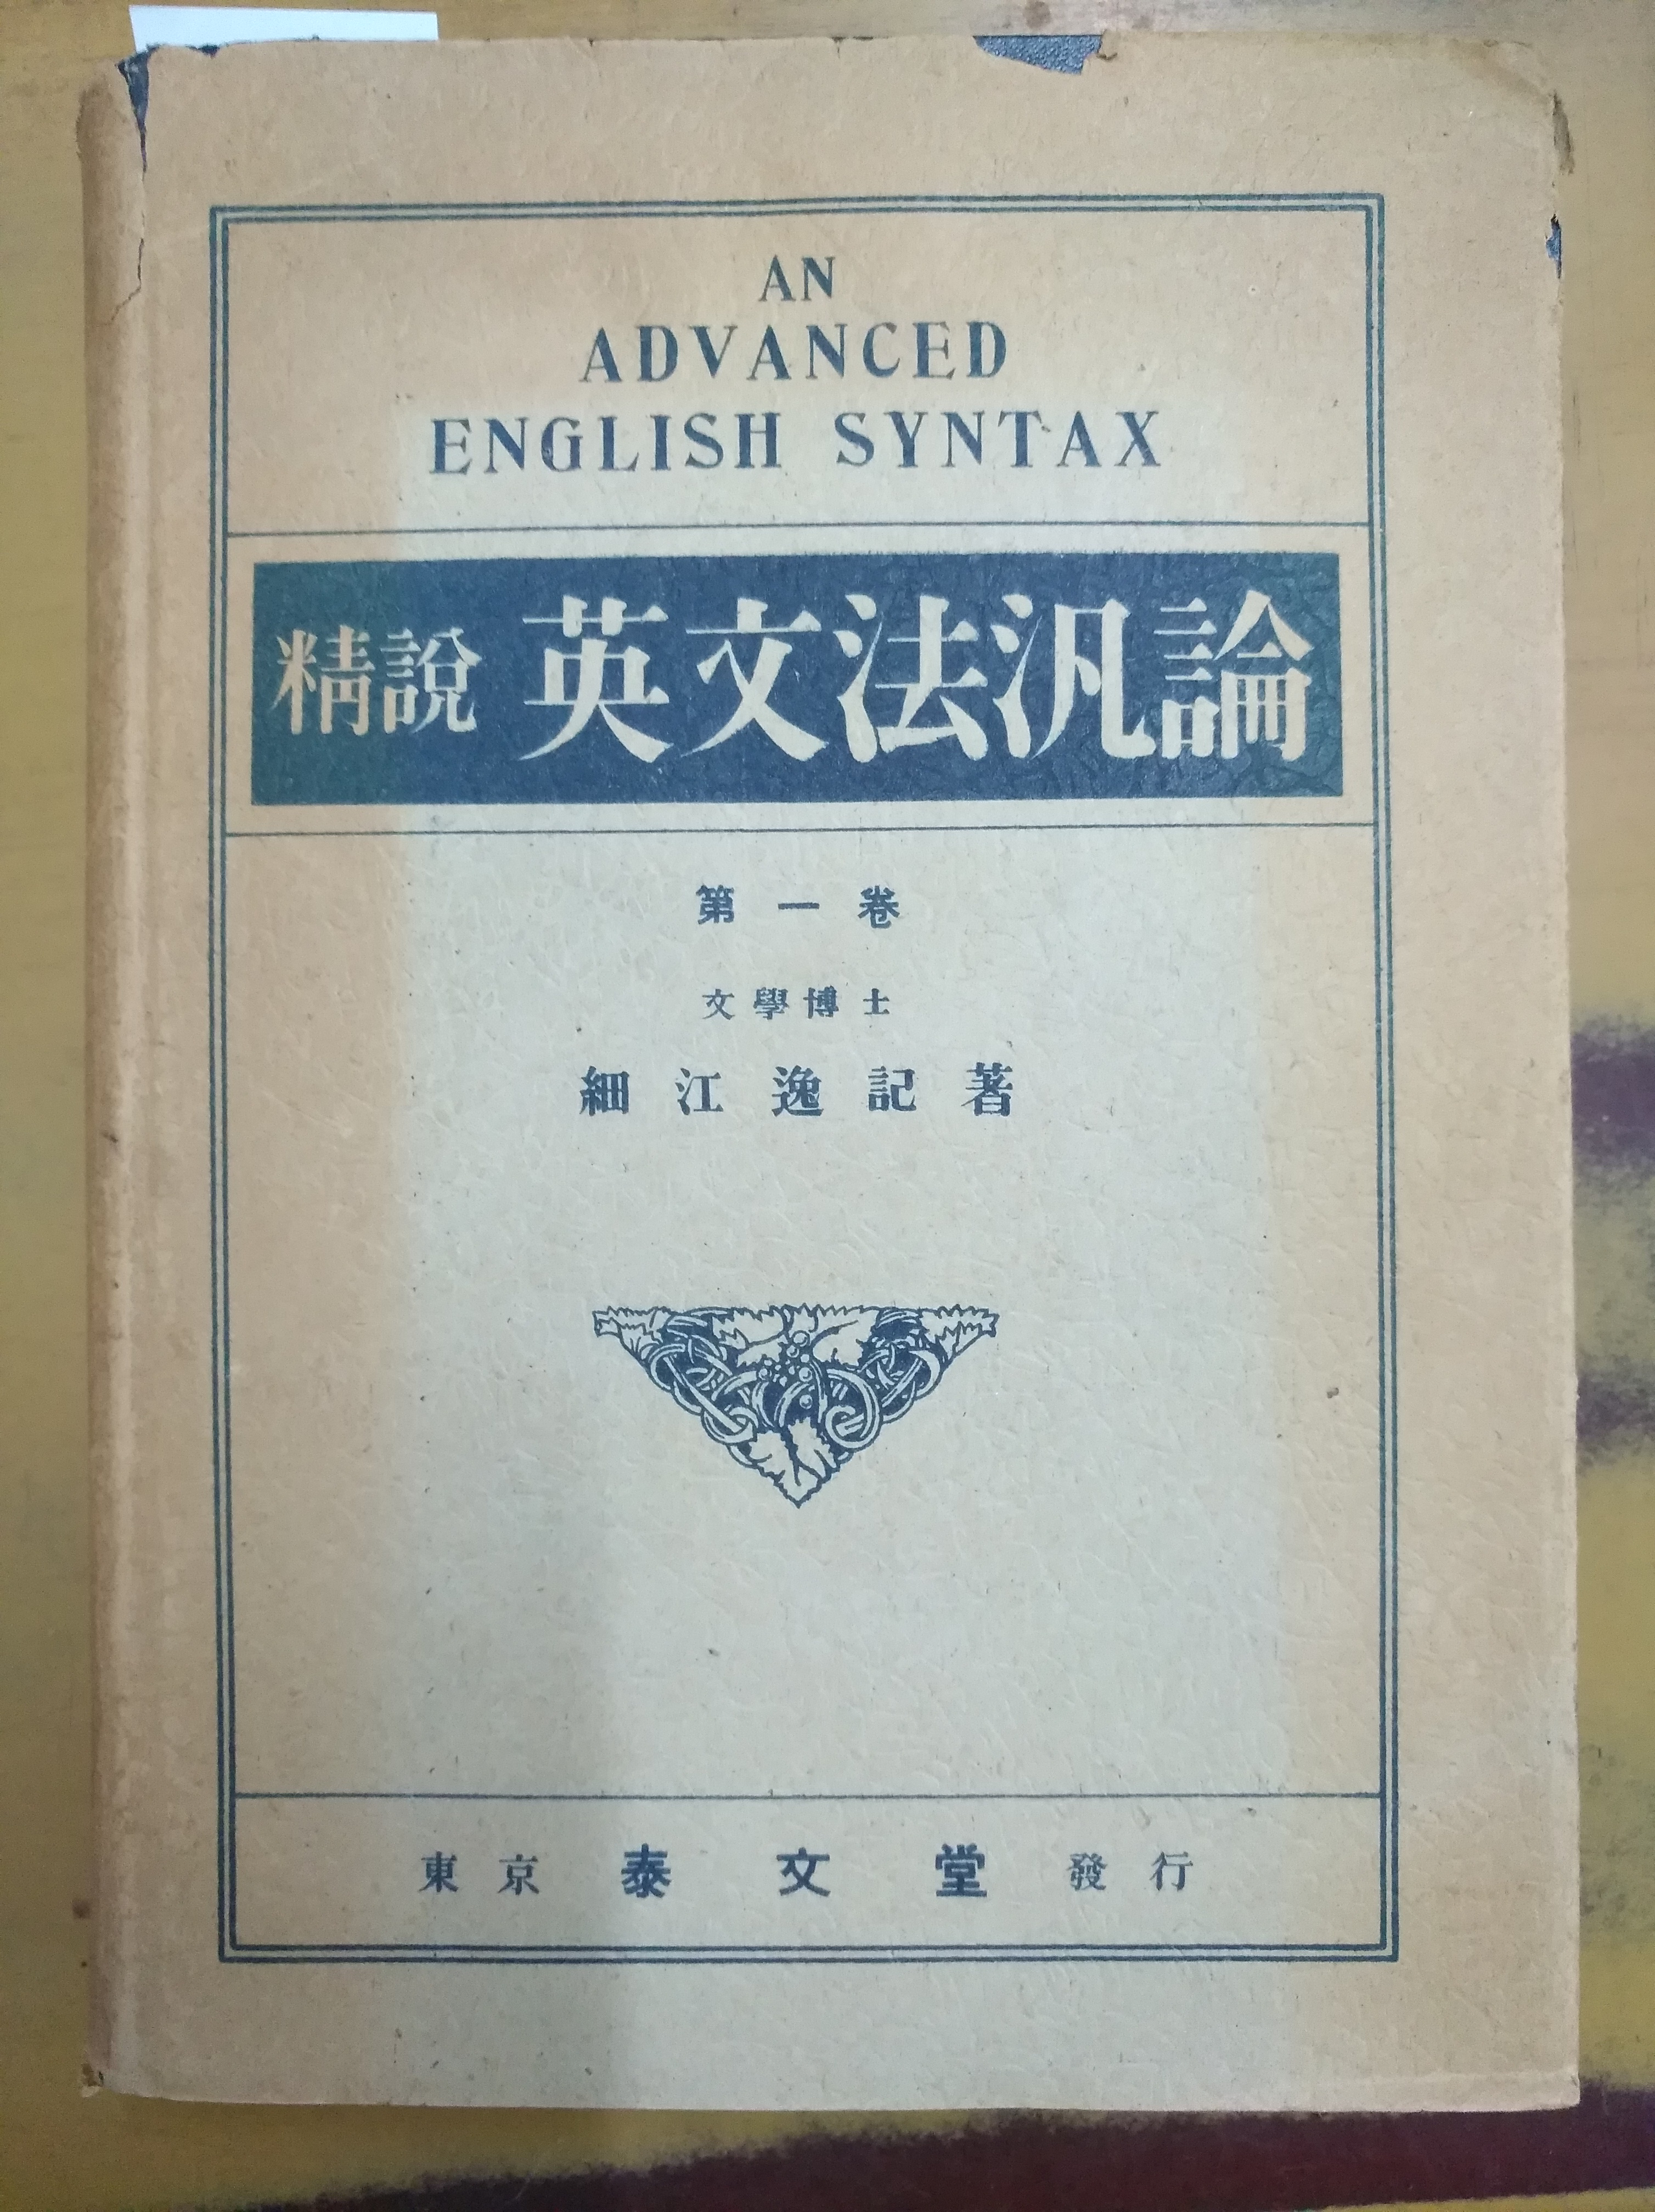 AN
ADVANCED
ENGLISH SYNTAX
精說 英文法汎論
第一卷
文學博士
細江逸記著
東京 泰文堂 發行